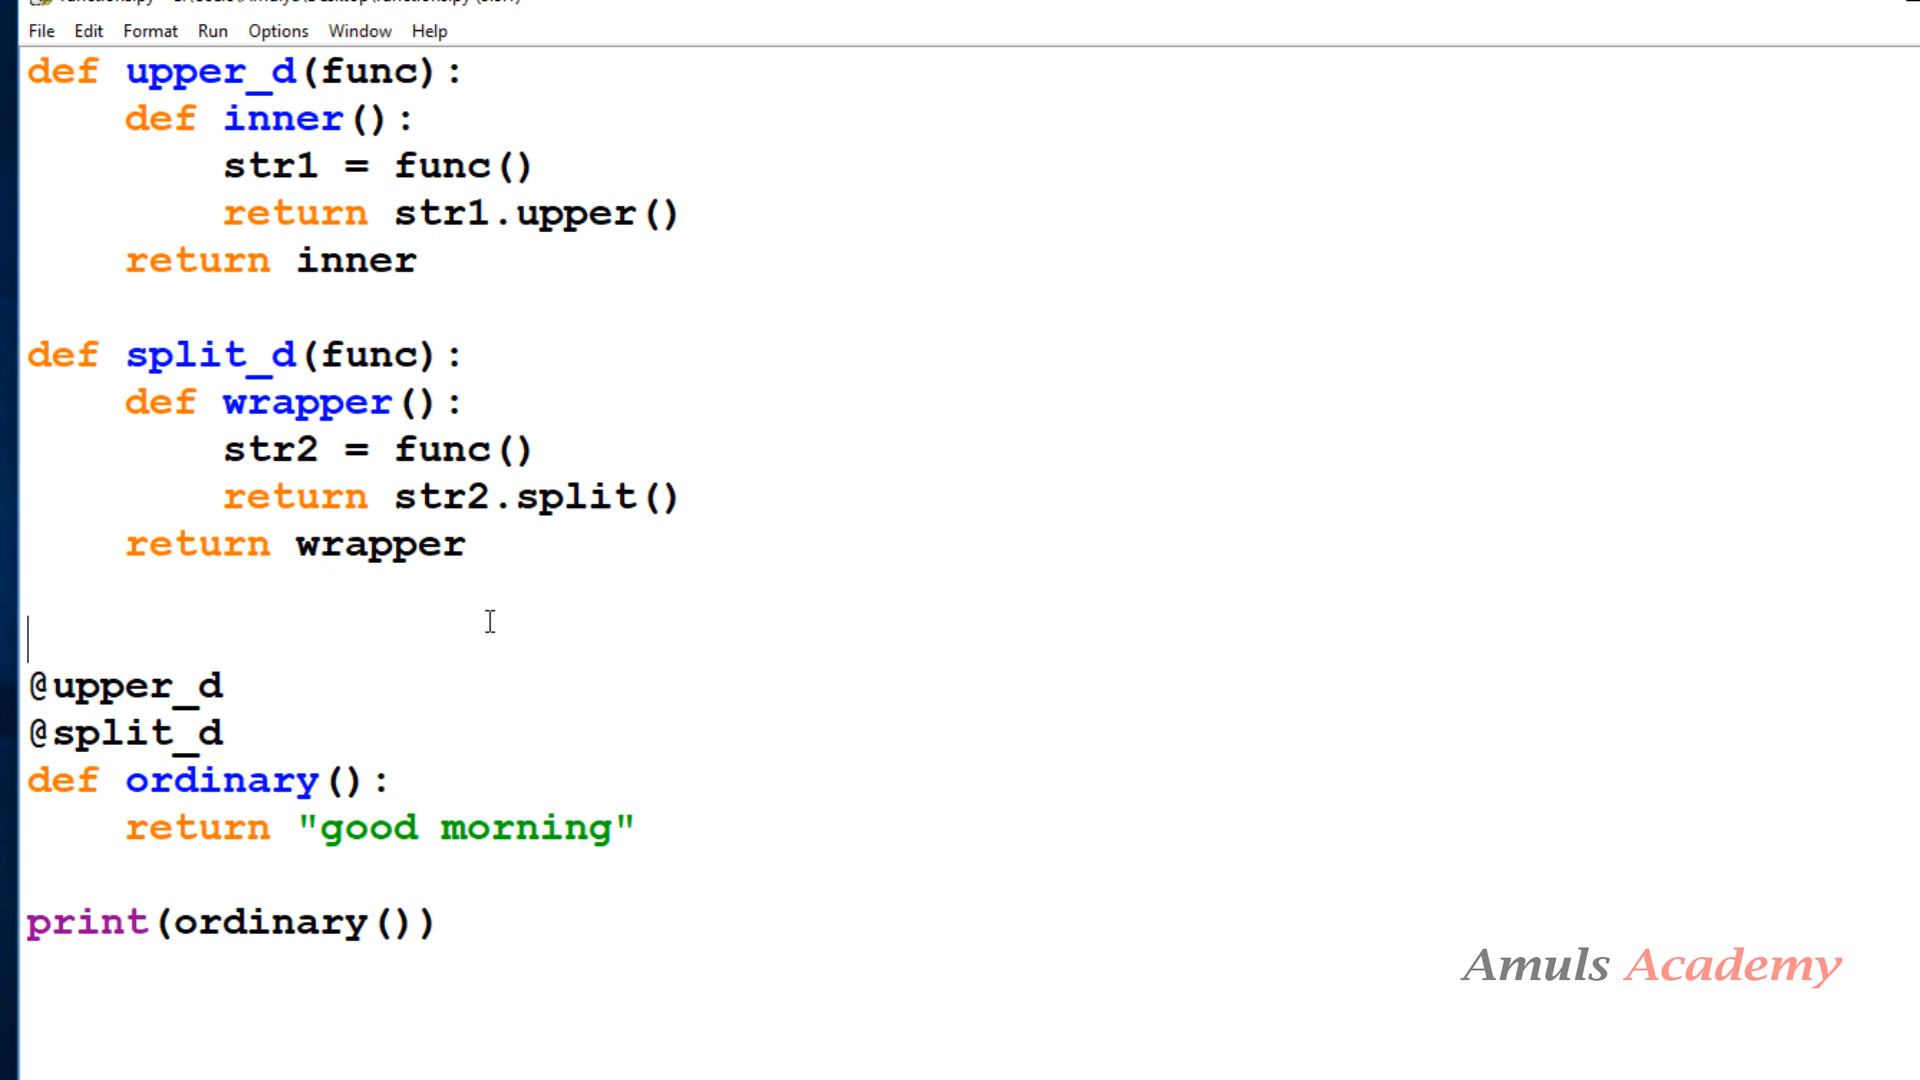 File Edit Format Run Options Window Help
def upper_d(func):
    def inner():
        str1 = func()
        return str1.upper()
    return inner
def split_d(func):
    def wrapper():
        str2 = func()
        return str2.split()
    return wrapper
@upper_d
@split_d
def ordinary():
    return "good morning"
print(ordinary())
Amuls Academy